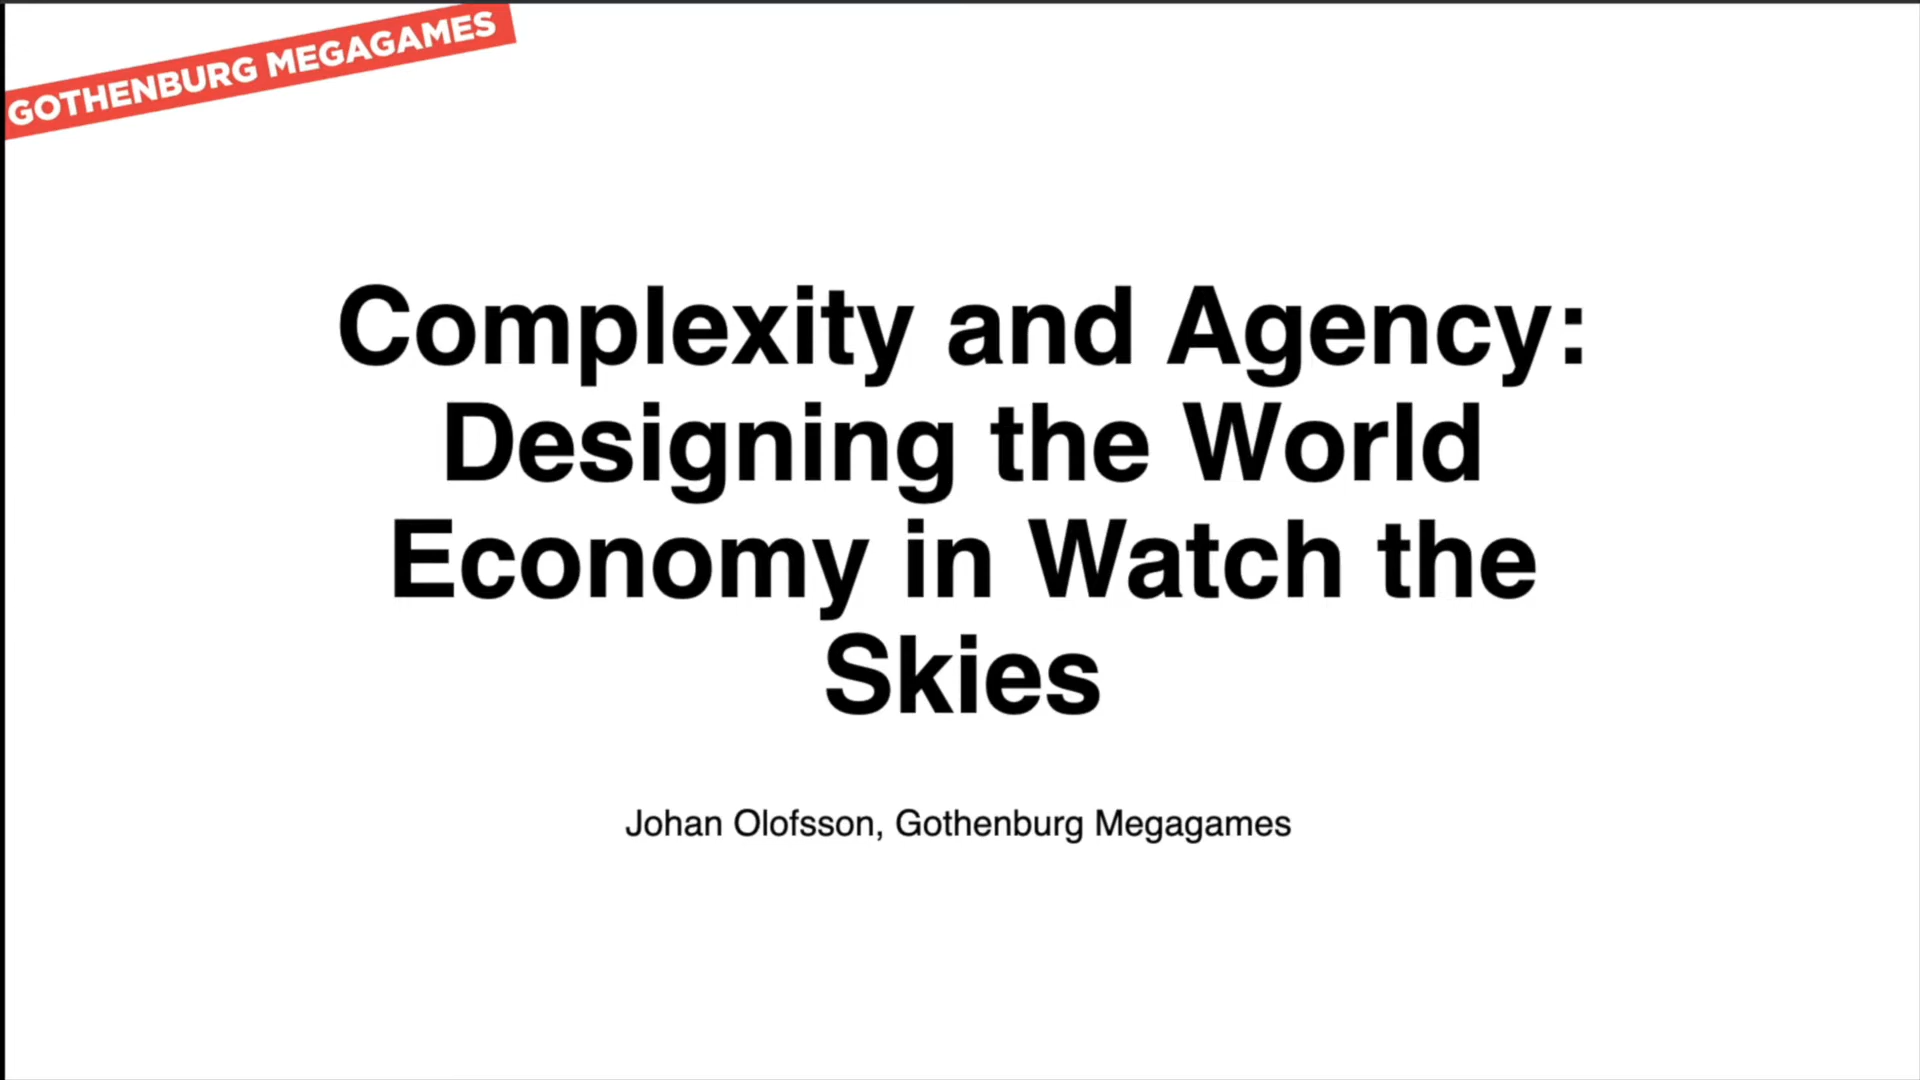 GOTHENBURG MEGAGAMES
Complexity and Agency:
Designing the World
Economy in Watch the
Skies
Johan Olofsson, Gothenburg Megagames